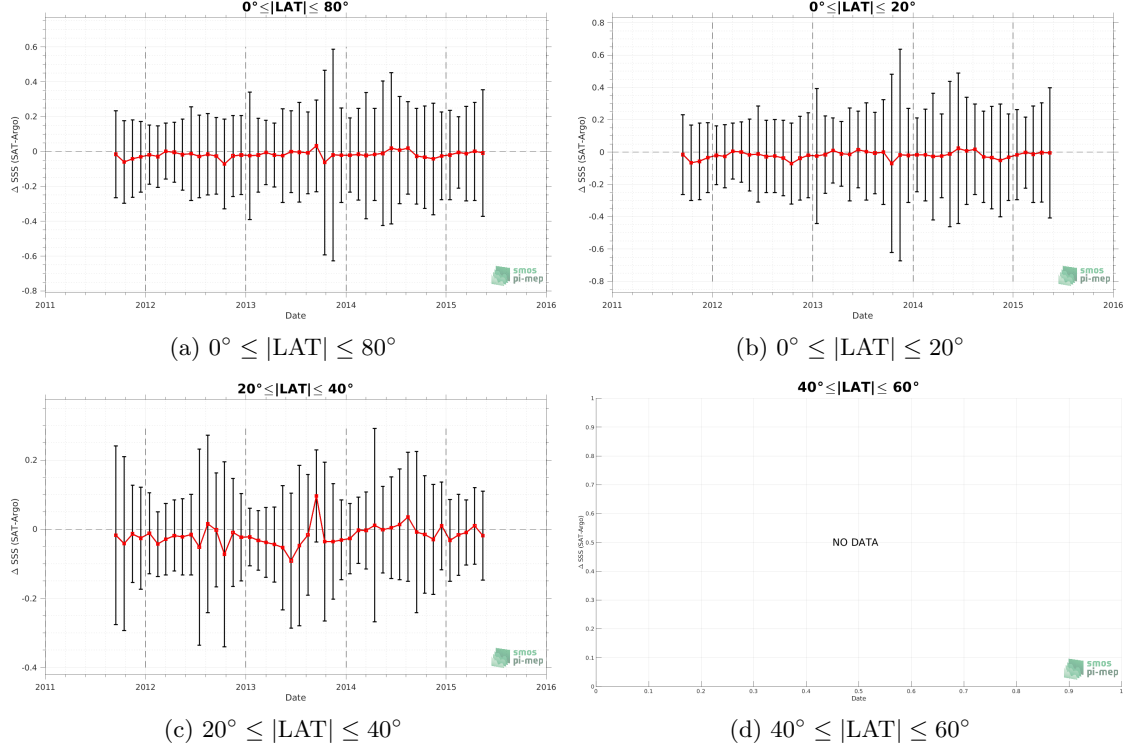 0°≤|LAT|≤ 80°
Δ SSS (SAT-Argo)
0.6
0.4
0.2
0
-0.2
-0.4
-0.6
-0.8
2011 2012 2013 2014 2015 2016
Date
smos
pi-mep
(a) 0° ≤ |LAT| ≤ 80°
0°≤|LAT|≤ 20°
Δ SSS (SAT-Argo)
0.8
0.6
0.4
0.2
0
-0.2
-0.4
-0.6
-0.8
2011 2012 2013 2014 2015 2016
Date
smos
pi-mep
(b) 0° ≤ |LAT| ≤ 20°
20°≤|LAT|≤ 40°
Δ SSS (SAT-Argo)
0.2
0
-0.2
-0.4
2011 2012 2013 2014 2015 2016
Date
smos
pi-mep
(c) 20° ≤ |LAT| ≤ 40°
40°≤|LAT|≤ 60°
Δ SSS (SAT-Argo)
1
0.9
0.8
0.7
0.6
0.5
0.4
0.3
0.2
0.1
0
NO DATA
0 0.1 0.2 0.3 0.4 0.5 0.6 0.7 0.8 0.9 1
Date
smos
pi-mep
(d) 40° ≤ |LAT| ≤ 60°